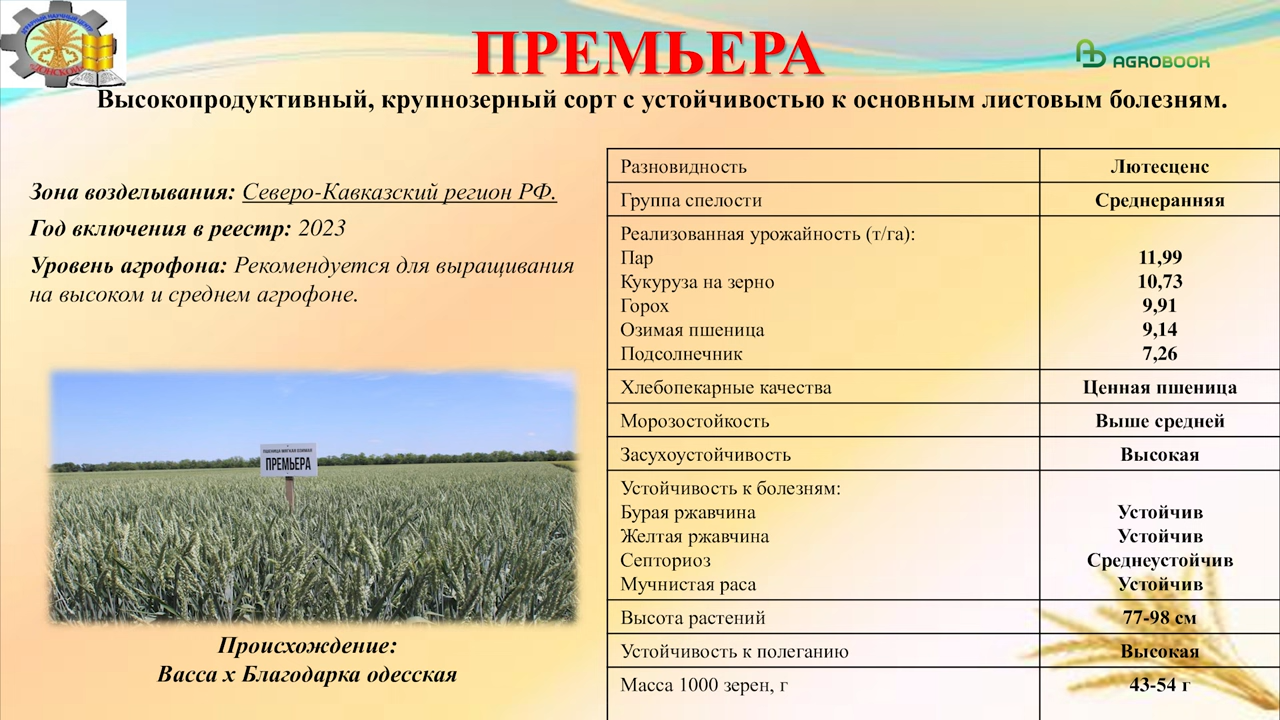 ПРЕМЬЕРА
AGROBOOK
Высокопродуктивный, крупнозерный сорт с устойчивостью к основным листовым болезням.
Зона возделывания: Северо-Кавказский регион РФ.
Год включения в реестр: 2023
Уровень агрофона: Рекомендуется для выращивания
на высоком и среднем агрофоне.
ПШЕНИЦА МЯГКАЯ ОЗИМАЯ
ПРЕМЬЕРА
Происхождение:
Васса х Благодарка одесская
Разновидность Лютесценс
Группа спелости Среднеранняя
Реализованная урожайность (т/га):
Пар 11,99
Кукуруза на зерно 10,73
Горох 9,91
Озимая пшеница 9,14
Подсолнечник 7,26
Хлебопекарные качества Ценная пшеница
Морозостойкость Выше средней
Засухоустойчивость Высокая
Устойчивость к болезням:
Бурая ржавчина Устойчив
Желтая ржавчина Устойчив
Септориоз Среднеустойчив
Мучнистая раса Устойчив
Высота растений 77-98 см
Устойчивость к полеганию Высокая
Масса 1000 зерен, г 43-54 г